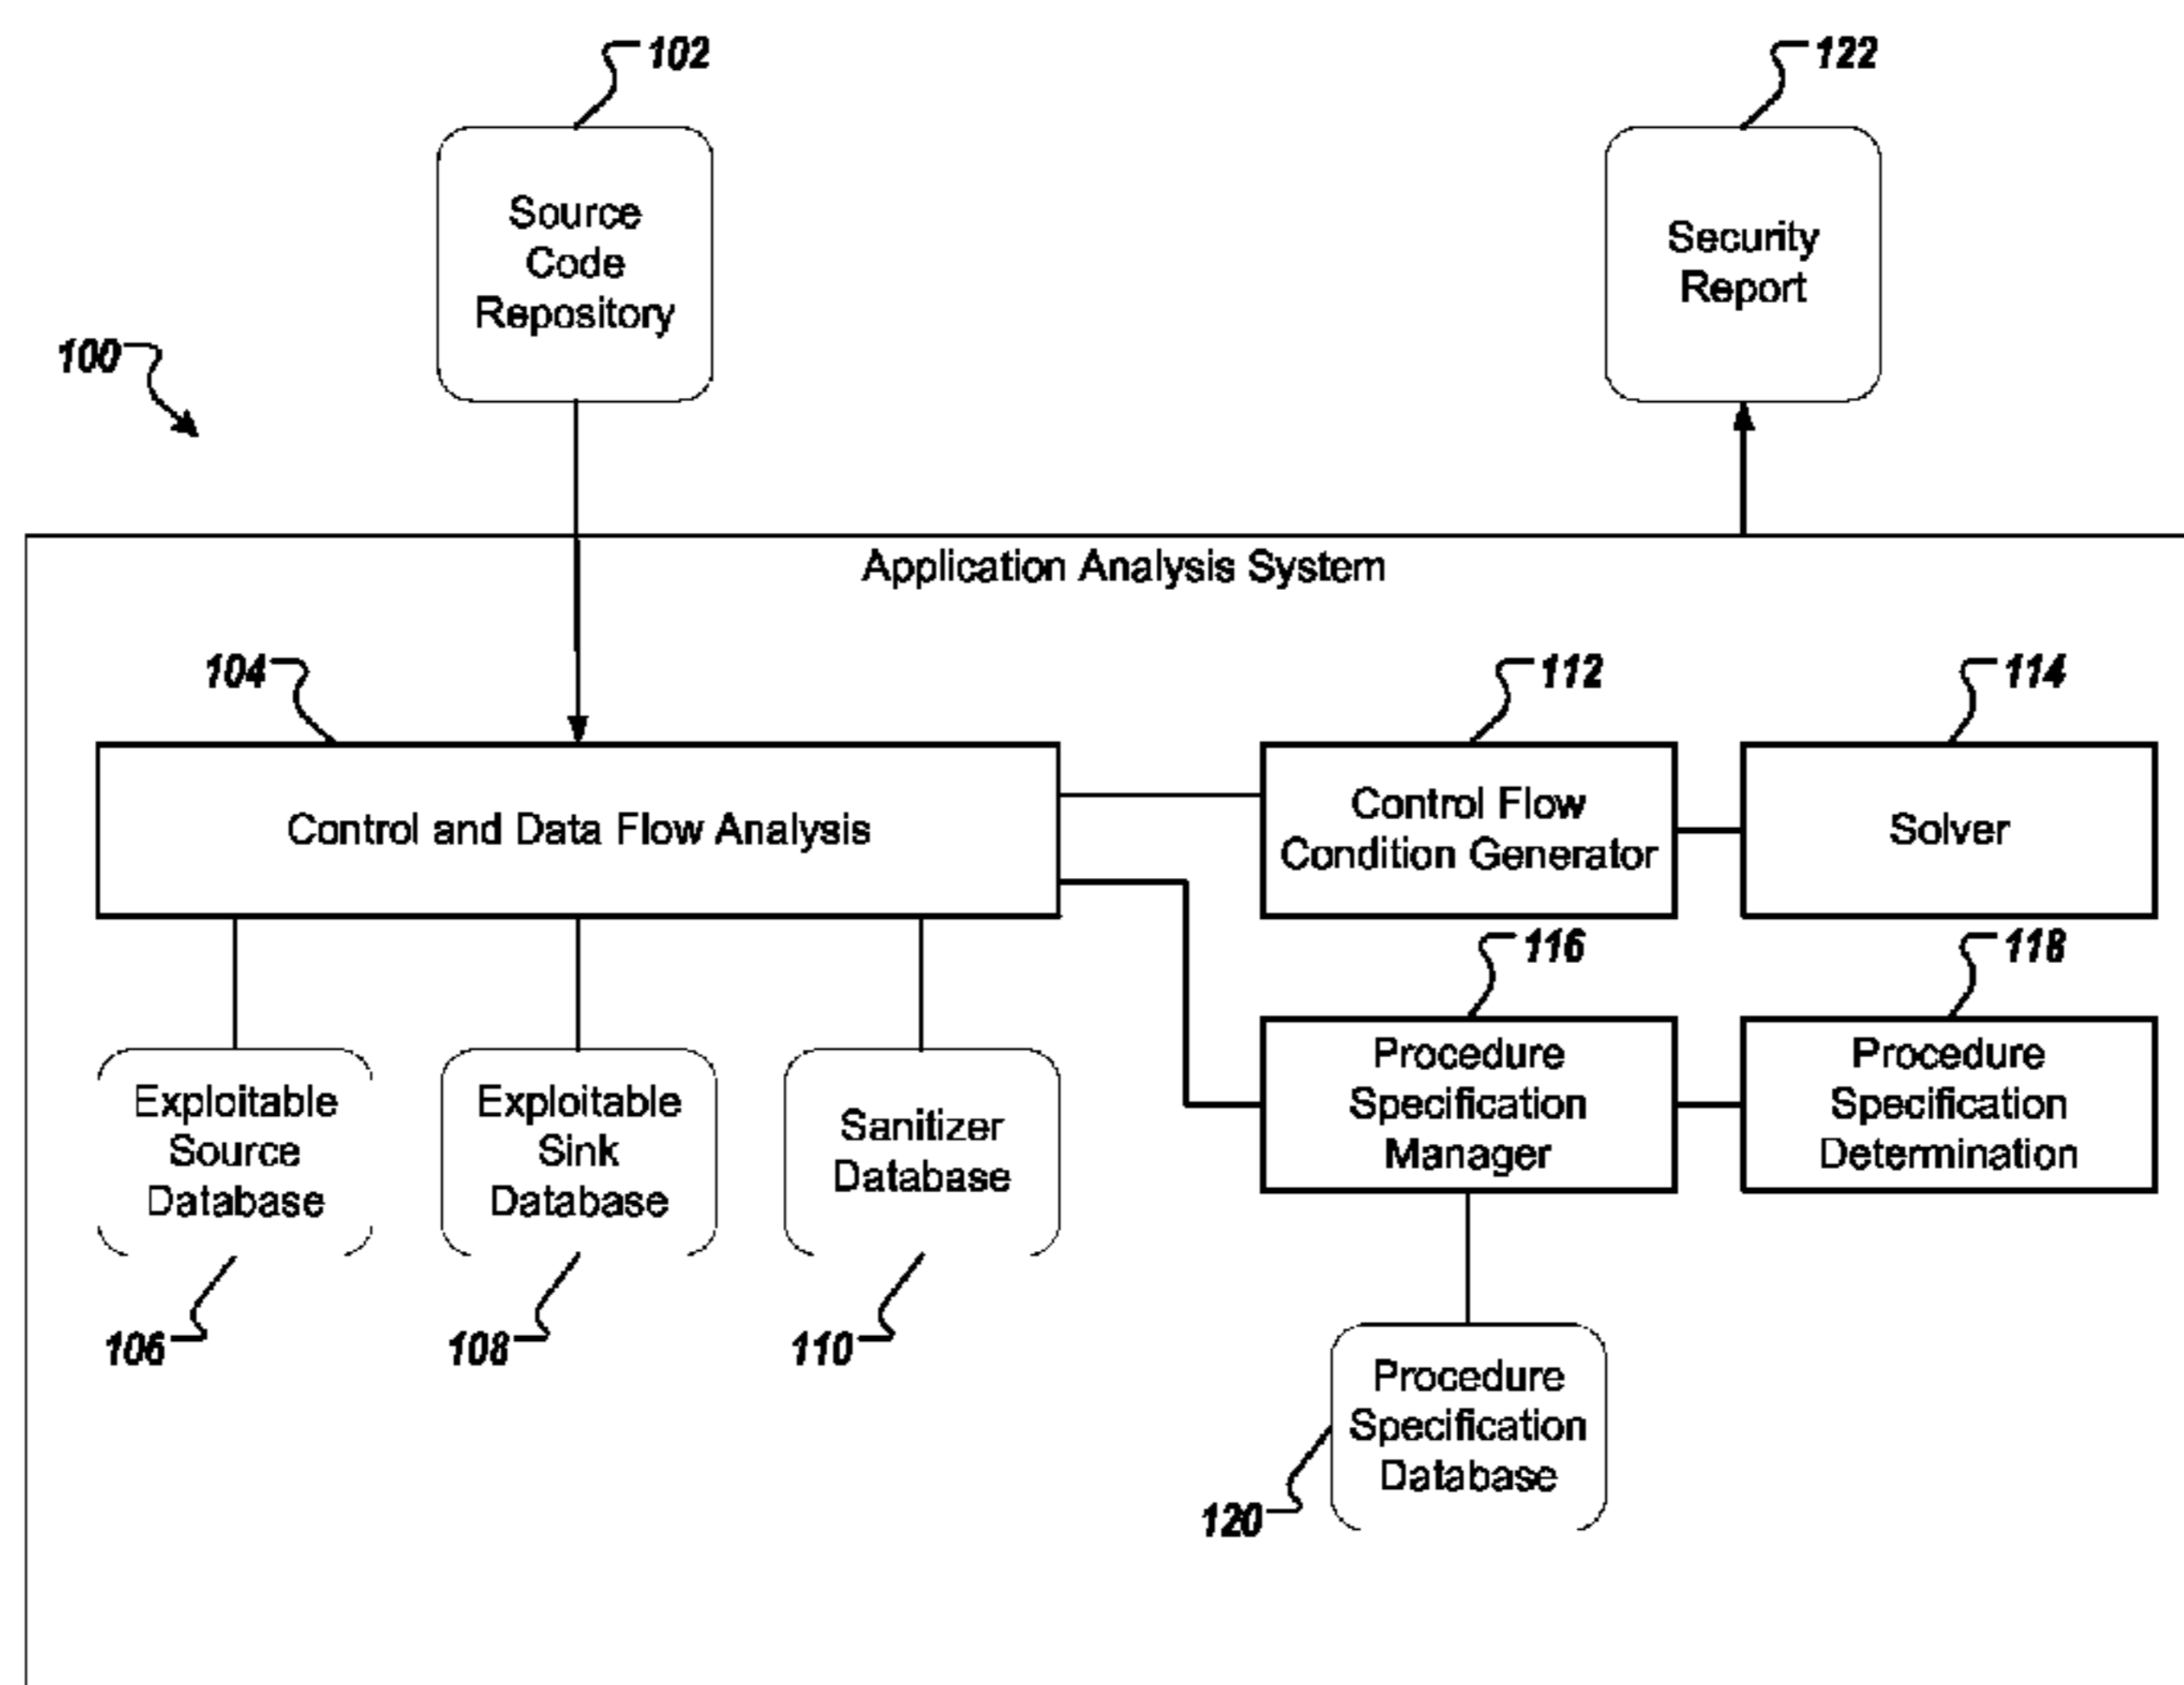 102
122
Source
Code
Repository
Security
Report
100
Application Analysis System
104
112
114
Control and Data Flow Analysis
Control Flow
Condition Generator
Solver
116
118
Exploitable
Source
Database
Exploitable
Sink
Database
Sanitizer
Database
Procedure
Specification
Manager
Procedure
Specification
Determination
106
108
110
Procedure
Specification
Database
120